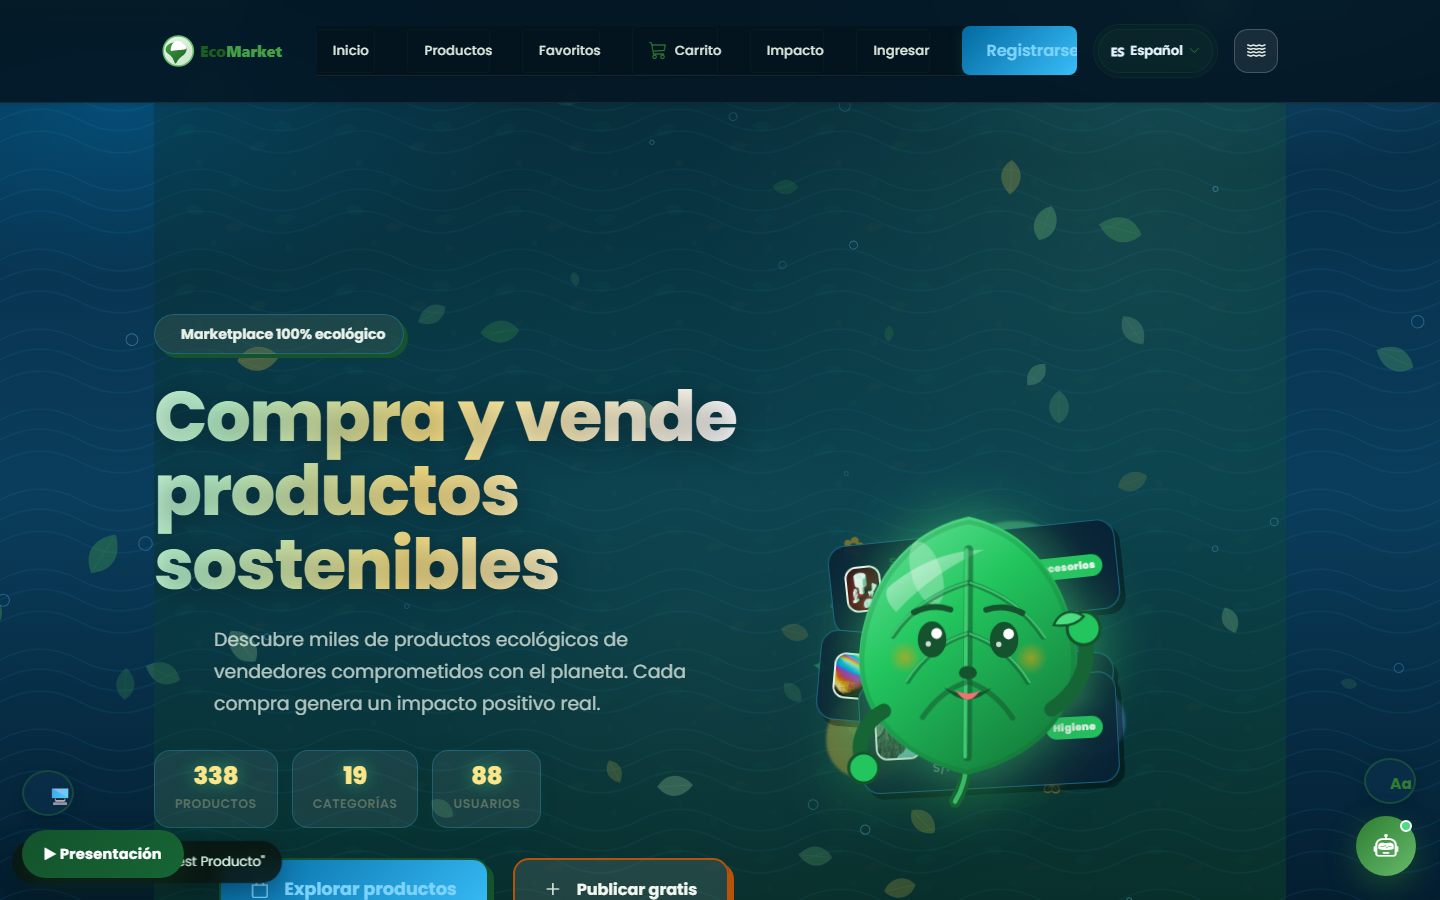 EcoMarket
Inicio
Productos
Favoritos
Carrito
Impacto
Ingresar
Registrarse
ES Español
Marketplace 100% ecológico
Compra y vende
productos
sostenibles
Descubre miles de productos ecológicos de
vendedores comprometidos con el planeta. Cada
compra genera un impacto positivo real.
338
PRODUCTOS
19
CATEGORÍAS
88
USUARIOS
Higiene
Aa
Presentación
Producto"
Explorar productos
Publicar gratis